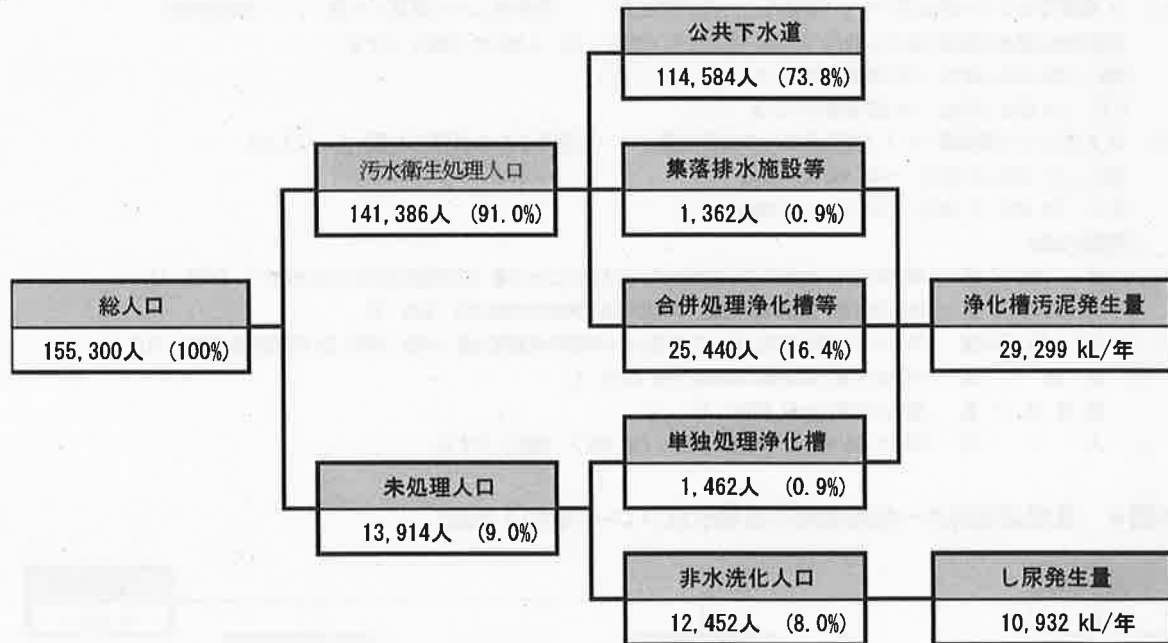 公共下水道
114,584人 (73.8%)
汚水衛生処理人口
141,386人 (91.0%)
集落排水施設等
1,362人 (0.9%)
総人口
155,300人 (100%)
合併処理浄化槽等
25,440人 (16.4%)
浄化槽汚泥発生量
29,299 kL/年
未処理人口
13,914人 (9.0%)
単独処理浄化槽
1,462人 (0.9%)
非水洗化人口
12,452人 (8.0%)
し尿発生量
10,932 kL/年